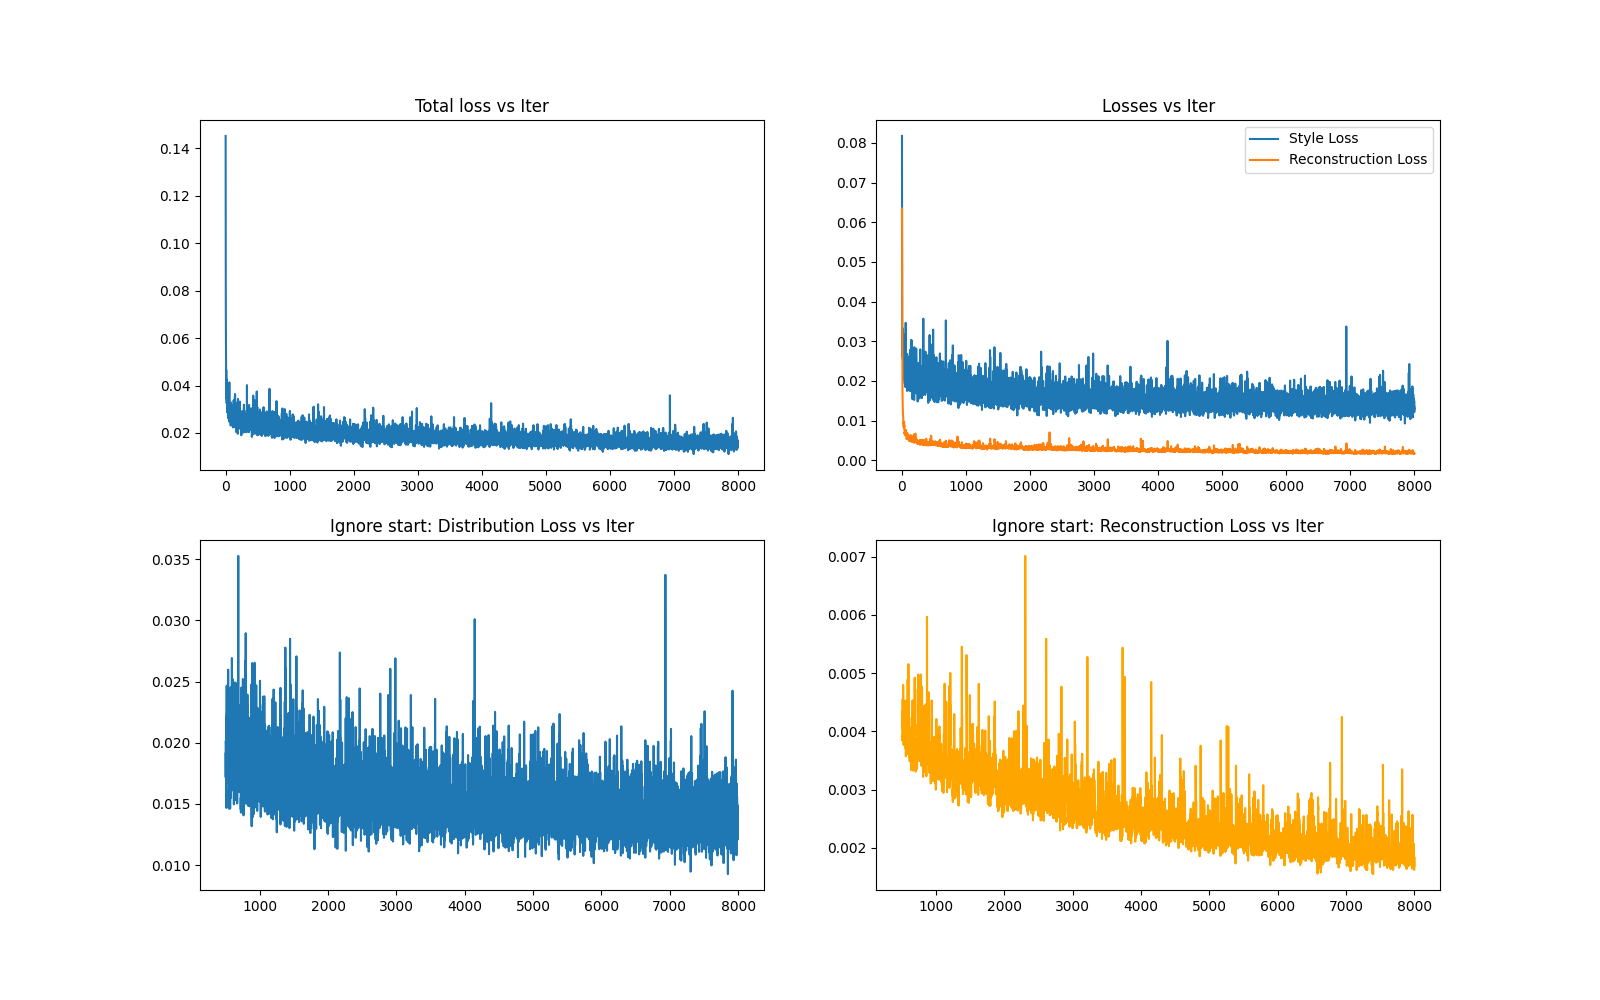 Total loss vs Iter
0.14
0.12
0.10
0.08
0.06
0.04
0.02
0 1000 2000 3000 4000 5000 6000 7000 8000
Losses vs Iter
Style Loss
Reconstruction Loss
0.08
0.07
0.06
0.05
0.04
0.03
0.02
0.01
0.00
0 1000 2000 3000 4000 5000 6000 7000 8000
Ignore start: Distribution Loss vs Iter
0.035
0.030
0.025
0.020
0.015
0.010
1000 2000 3000 4000 5000 6000 7000 8000
Ignore start: Reconstruction Loss vs Iter
0.007
0.006
0.005
0.004
0.003
0.002
1000 2000 3000 4000 5000 6000 7000 8000